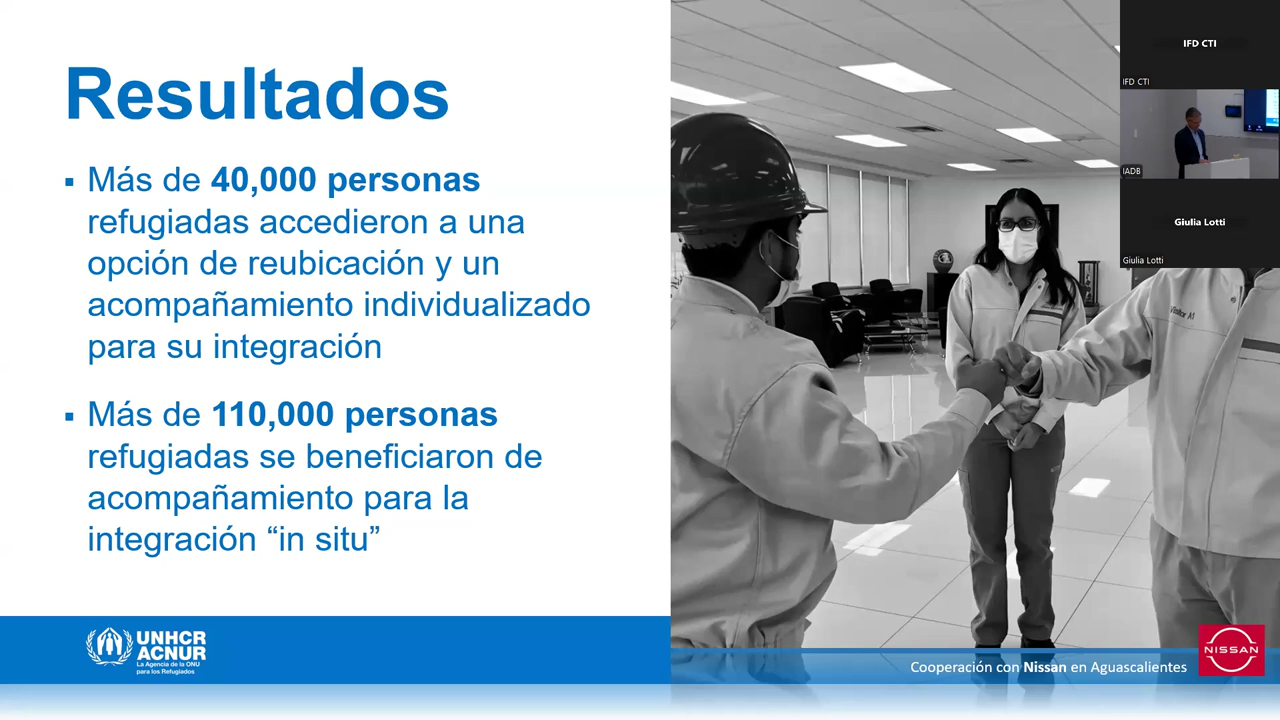 Resultados
▪ Más de 40,000 personas
refugiadas accedieron a una
opción de reubicación y un
acompañamiento individualizado
para su integración
▪ Más de 110,000 personas
refugiadas se beneficiaron de
acompañamiento para la
integración “in situ”
UNHCR
ACNUR
La Agencia de la ONU
para los Refugiados
Cooperación con Nissan en Aguascalientes
NISSAN
IFD CTI
IFD CTI
IADB
Giulia Lotti
Giulia Lotti